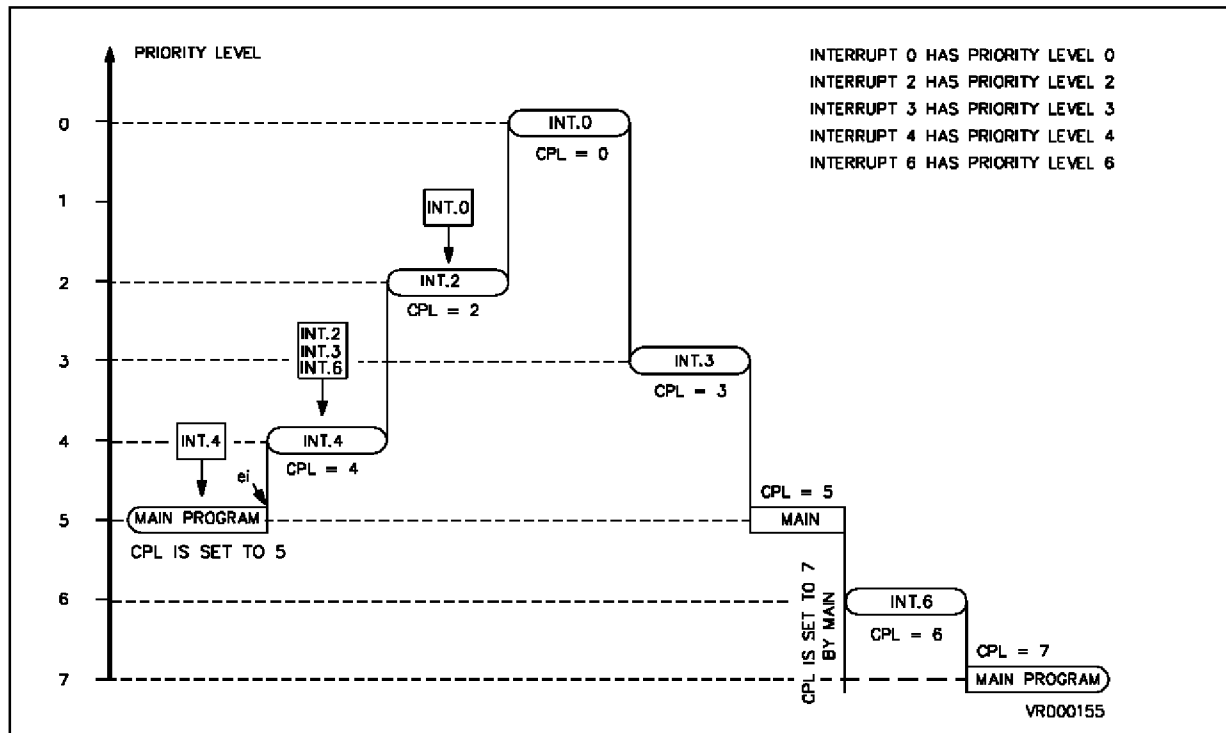 PRIORITY LEVEL
INTERRUPT 0 HAS PRIORITY LEVEL 0
INTERRUPT 2 HAS PRIORITY LEVEL 2
INTERRUPT 3 HAS PRIORITY LEVEL 3
INTERRUPT 4 HAS PRIORITY LEVEL 4
INTERRUPT 6 HAS PRIORITY LEVEL 6
0
INT.0
CPL = 0
1
INT.0
2
INT.2
CPL = 2
INT.2
INT.3
INT.6
3
INT.3
CPL = 3
4
INT.4
INT.4
CPL = 4
ei
CPL = 5
5
MAIN PROGRAM
MAIN
CPL IS SET TO 5
CPL IS SET TO 7
BY MAIN
6
INT.6
CPL = 6
CPL = 7
7
MAIN PROGRAM
VR000155